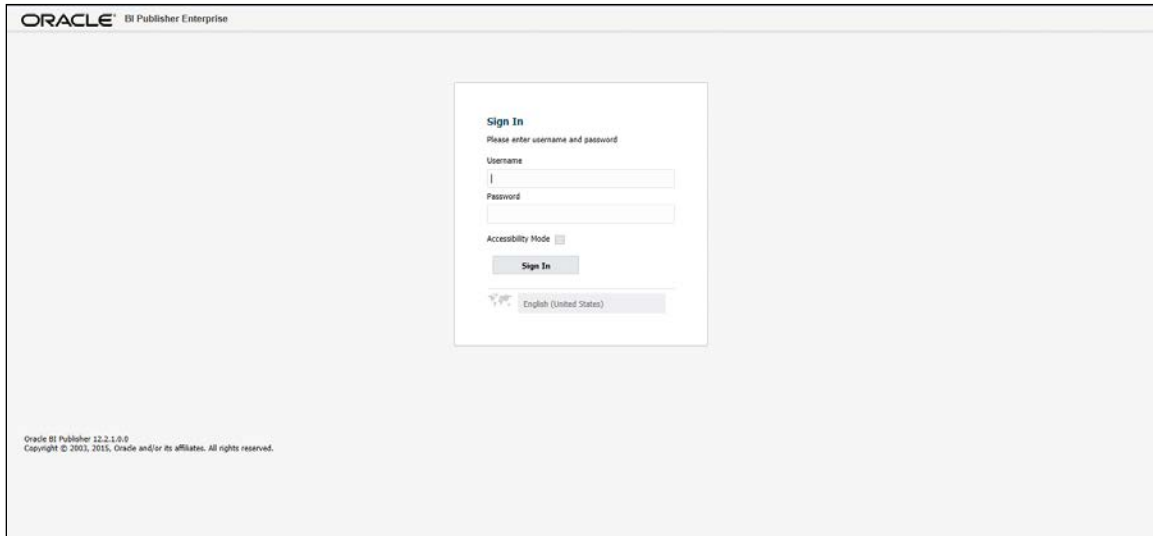 ORACLE® BI Publisher Enterprise
Sign In
Please enter username and password
Username
Password
Accessibility Mode
Sign In
English (United States)
Oracle BI Publisher 12.2.1.0.0
Copyright © 2003, 2015, Oracle and/or its affiliates. All rights reserved.